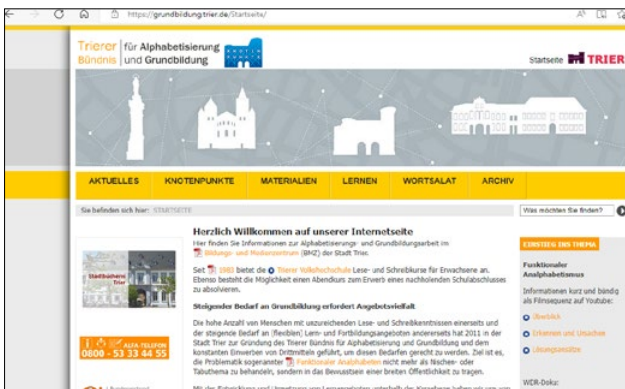 https://grundbildung.trier.de/Startseite/
Trierer für Alphabetisierung
Bündnis und Grundbildung
Startseite TRIER
AKTUELLES KNOTENPUNKTE MATERIALIEN LERNEN WORTSALAT ARCHIV
Sie befinden sich hier: STARTSEITE
Was möchten Sie finden?
Stadtbücherei
Trier
ALFA-TELEFON
0800 - 53 33 44 55
Herzlich Willkommen auf unserer Internetseite
Hier finden Sie Informationen zur Alphabetisierungs- und Grundbildungsarbeit im
Bildungs- und Medienzentrum (BMZ) der Stadt Trier.
Seit 1983 bietet die Trierer Volkshochschule Lese- und Schreibkurse für Erwachsene an.
Ebenso besteht die Möglichkeit einen Abendkurs zum Erwerb eines nachholenden Schulabschlusses
zu absolvieren.
Steigender Bedarf an Grundbildung erfordert Angebotsvielfalt
Die hohe Anzahl von Menschen mit unzureichenden Lese- und Schreibkenntnissen einerseits und
der steigende Bedarf an (flexiblen) Lern- und Fortbildungsangeboten andererseits hat 2011 in der
Stadt Trier zur Gründung des Trierer Bündnis für Alphabetisierung und Grundbildung und dem
konstanten Einwerben von Drittmitteln geführt, um diesen Bedarfen gerecht zu werden. Ziel ist es,
die Problematik sogenannter Funktionaler Analphabeten nicht mehr als Nischen- oder
Tabuthema zu behandeln, sondern in das Bewusstsein einer breiten Öffentlichkeit zu tragen.
EINSTIEG INS THEMA
Funktionaler
Analphabetismus
Informationen kurz und bündig
als Filmsequenz auf Youtube:
Überblick
Erkennen und Ursachen
Lösungsansätze
WDR-Doku: